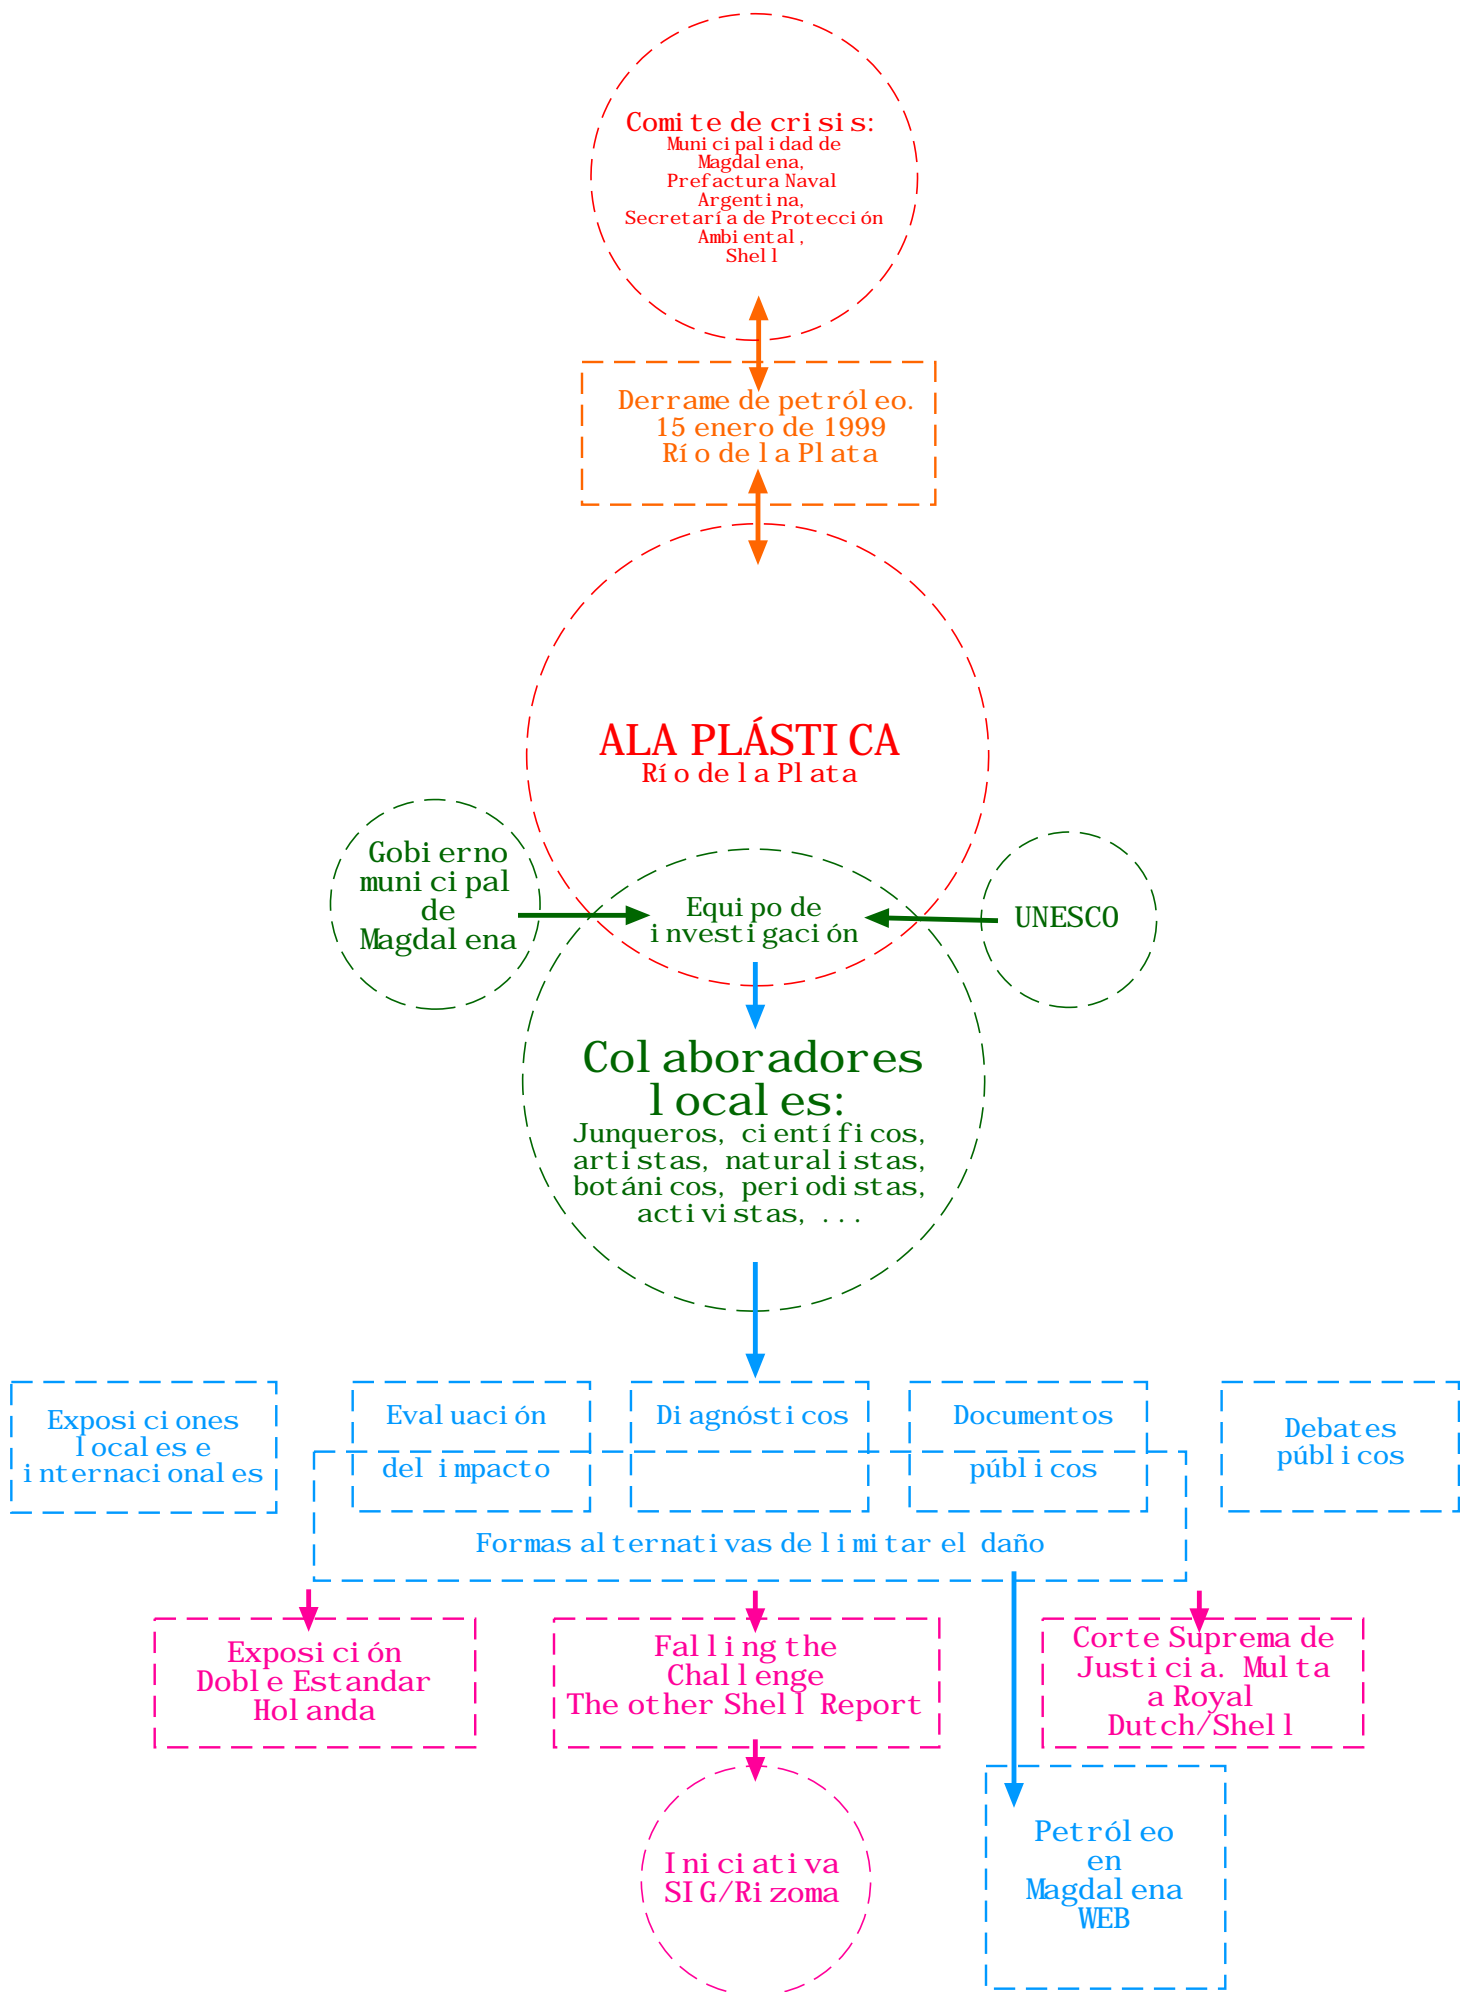 Comite de crisis:
Municipalidad de
Magdalena,
Prefactura Naval
Argentina,
Secretaría de Protección
Ambiental,
Shell
Derrame de petróleo.
15 enero de 1999
Río de la Plata
ALA PLÁSTICA
Río de la Plata
Gobierno
municipal
de
Magdalena
Equipo de
investigación
UNESCO
Colaboradores
locales:
Junqueros, científicos,
artistas, naturalistas,
botánicos, periodistas,
activistas, ...
Exposiciones
locales e
internacionales
Evaluación
del impacto
Diagnósticos
Documentos
públicos
Debates
públicos
Formas alternativas de limitar el daño
Exposición
Doble Estandar
Holanda
Falling the
Challenge
The other Shell Report
Corte Suprema de
Justicia. Multa
a Royal
Dutch/Shell
Iniciativa
SIG/Rizoma
Petróleo
en
Magdalena
WEB